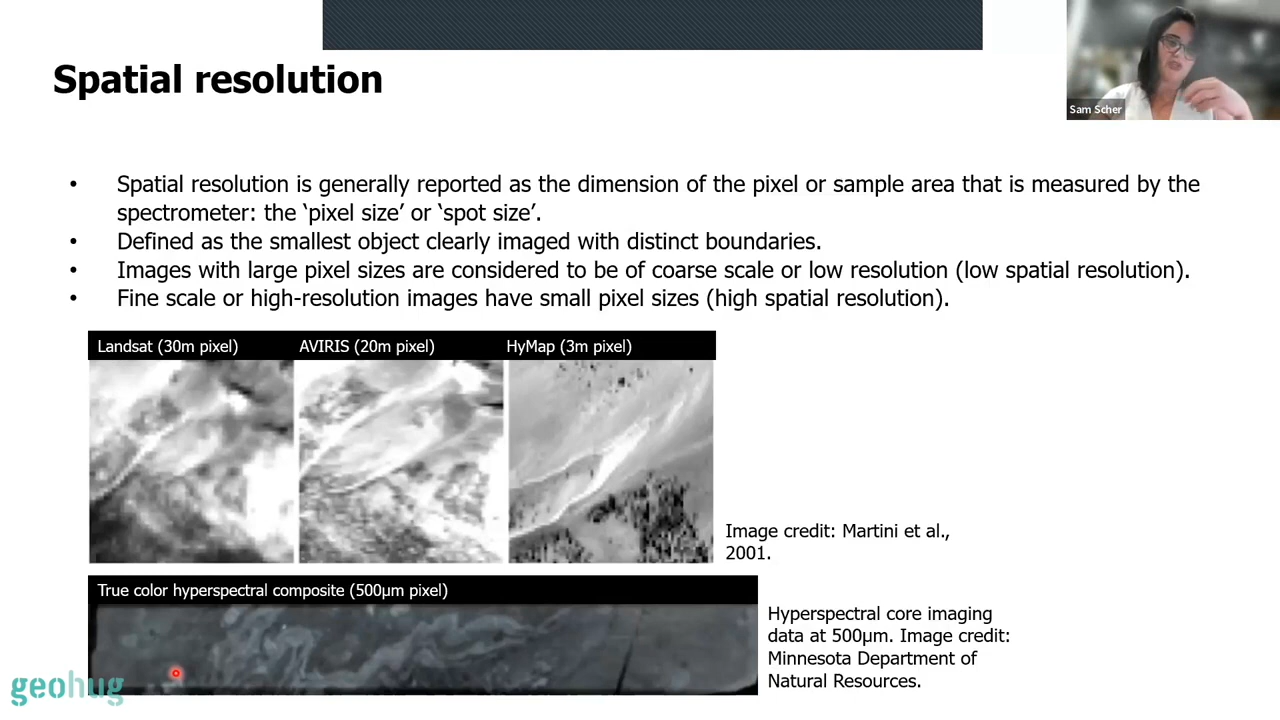 Spatial resolution
Sam Scher
• Spatial resolution is generally reported as the dimension of the pixel or sample area that is measured by the
spectrometer: the ‘pixel size’ or ‘spot size’.
• Defined as the smallest object clearly imaged with distinct boundaries.
• Images with large pixel sizes are considered to be of coarse scale or low resolution (low spatial resolution).
• Fine scale or high-resolution images have small pixel sizes (high spatial resolution).
Landsat (30m pixel) AVIRIS (20m pixel) HyMap (3m pixel)
Image credit: Martini et al.,
2001.
True color hyperspectral composite (500µm pixel)
Hyperspectral core imaging
data at 500µm. Image credit:
Minnesota Department of
Natural Resources.
geohug